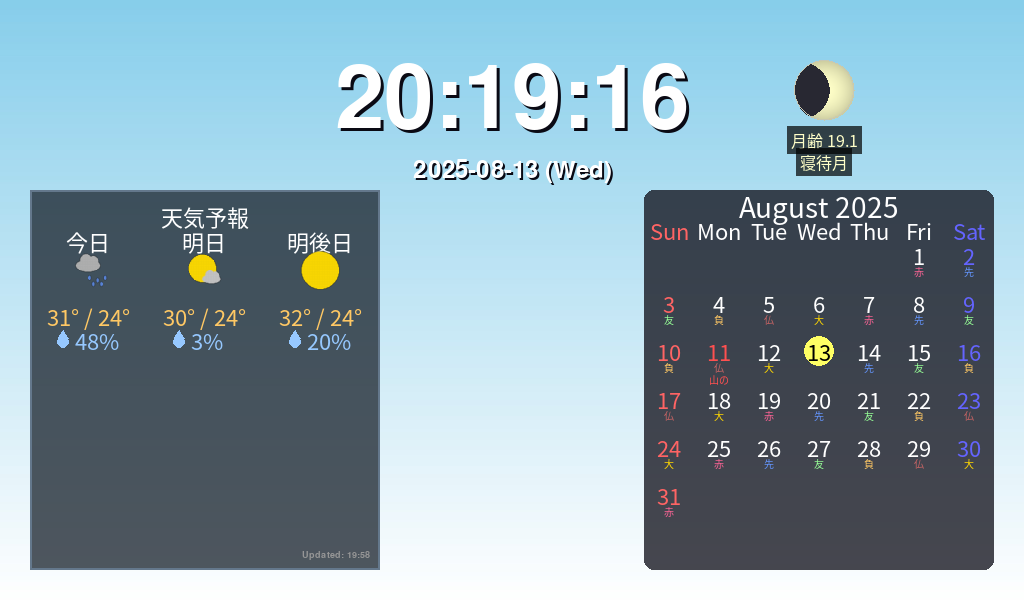 20:19:16
2025-08-13 (Wed)
月齢 19.1
寝待月
天気予報
今日 明日 明後日
31° / 24° 30° / 24° 32° / 24°
48% 3% 20%
Updated: 19:58
August 2025
Sun Mon Tue Wed Thu Fri Sat
1 2
赤 先
3 4 5 6 7 8 9
友 負 仏 大 赤 先 友
10 11 12 13 14 15 16
負 仏 大 先 友 負
山の
17 18 19 20 21 22 23
仏 大 赤 先 友 負 仏
24 25 26 27 28 29 30
大 赤 先 友 負 仏 大
31
赤